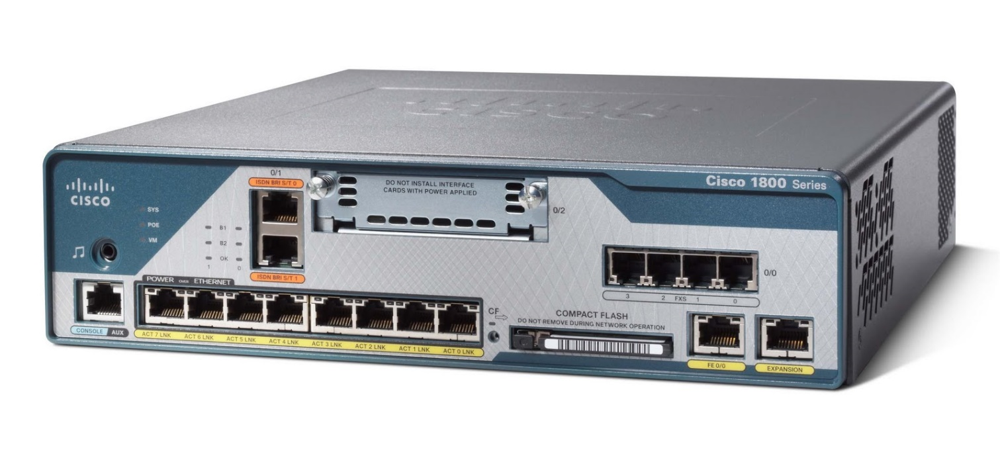 CISCO
Cisco 1800 Series
SYS
POE
VM
0/1
ISDN BRI S/T 0
B1
B2
OK
1 0
ISDN BRI S/T 1
DO NOT INSTALL INTERFACE
CARDS WITH POWER APPLIED
0/2
0/0
3 2 FXS 1 0
CONSOLE AUX
POWER OVER ETHERNET
ACT 7 LNK ACT 6 LNK ACT 5 LNK ACT 4 LNK ACT 3 LNK ACT 2 LNK ACT 1 LNK ACT 0 LNK
CF
COMPACT FLASH
DO NOT REMOVE DURING NETWORK OPERATION
FE 0/0
EXPANSION
CISCO